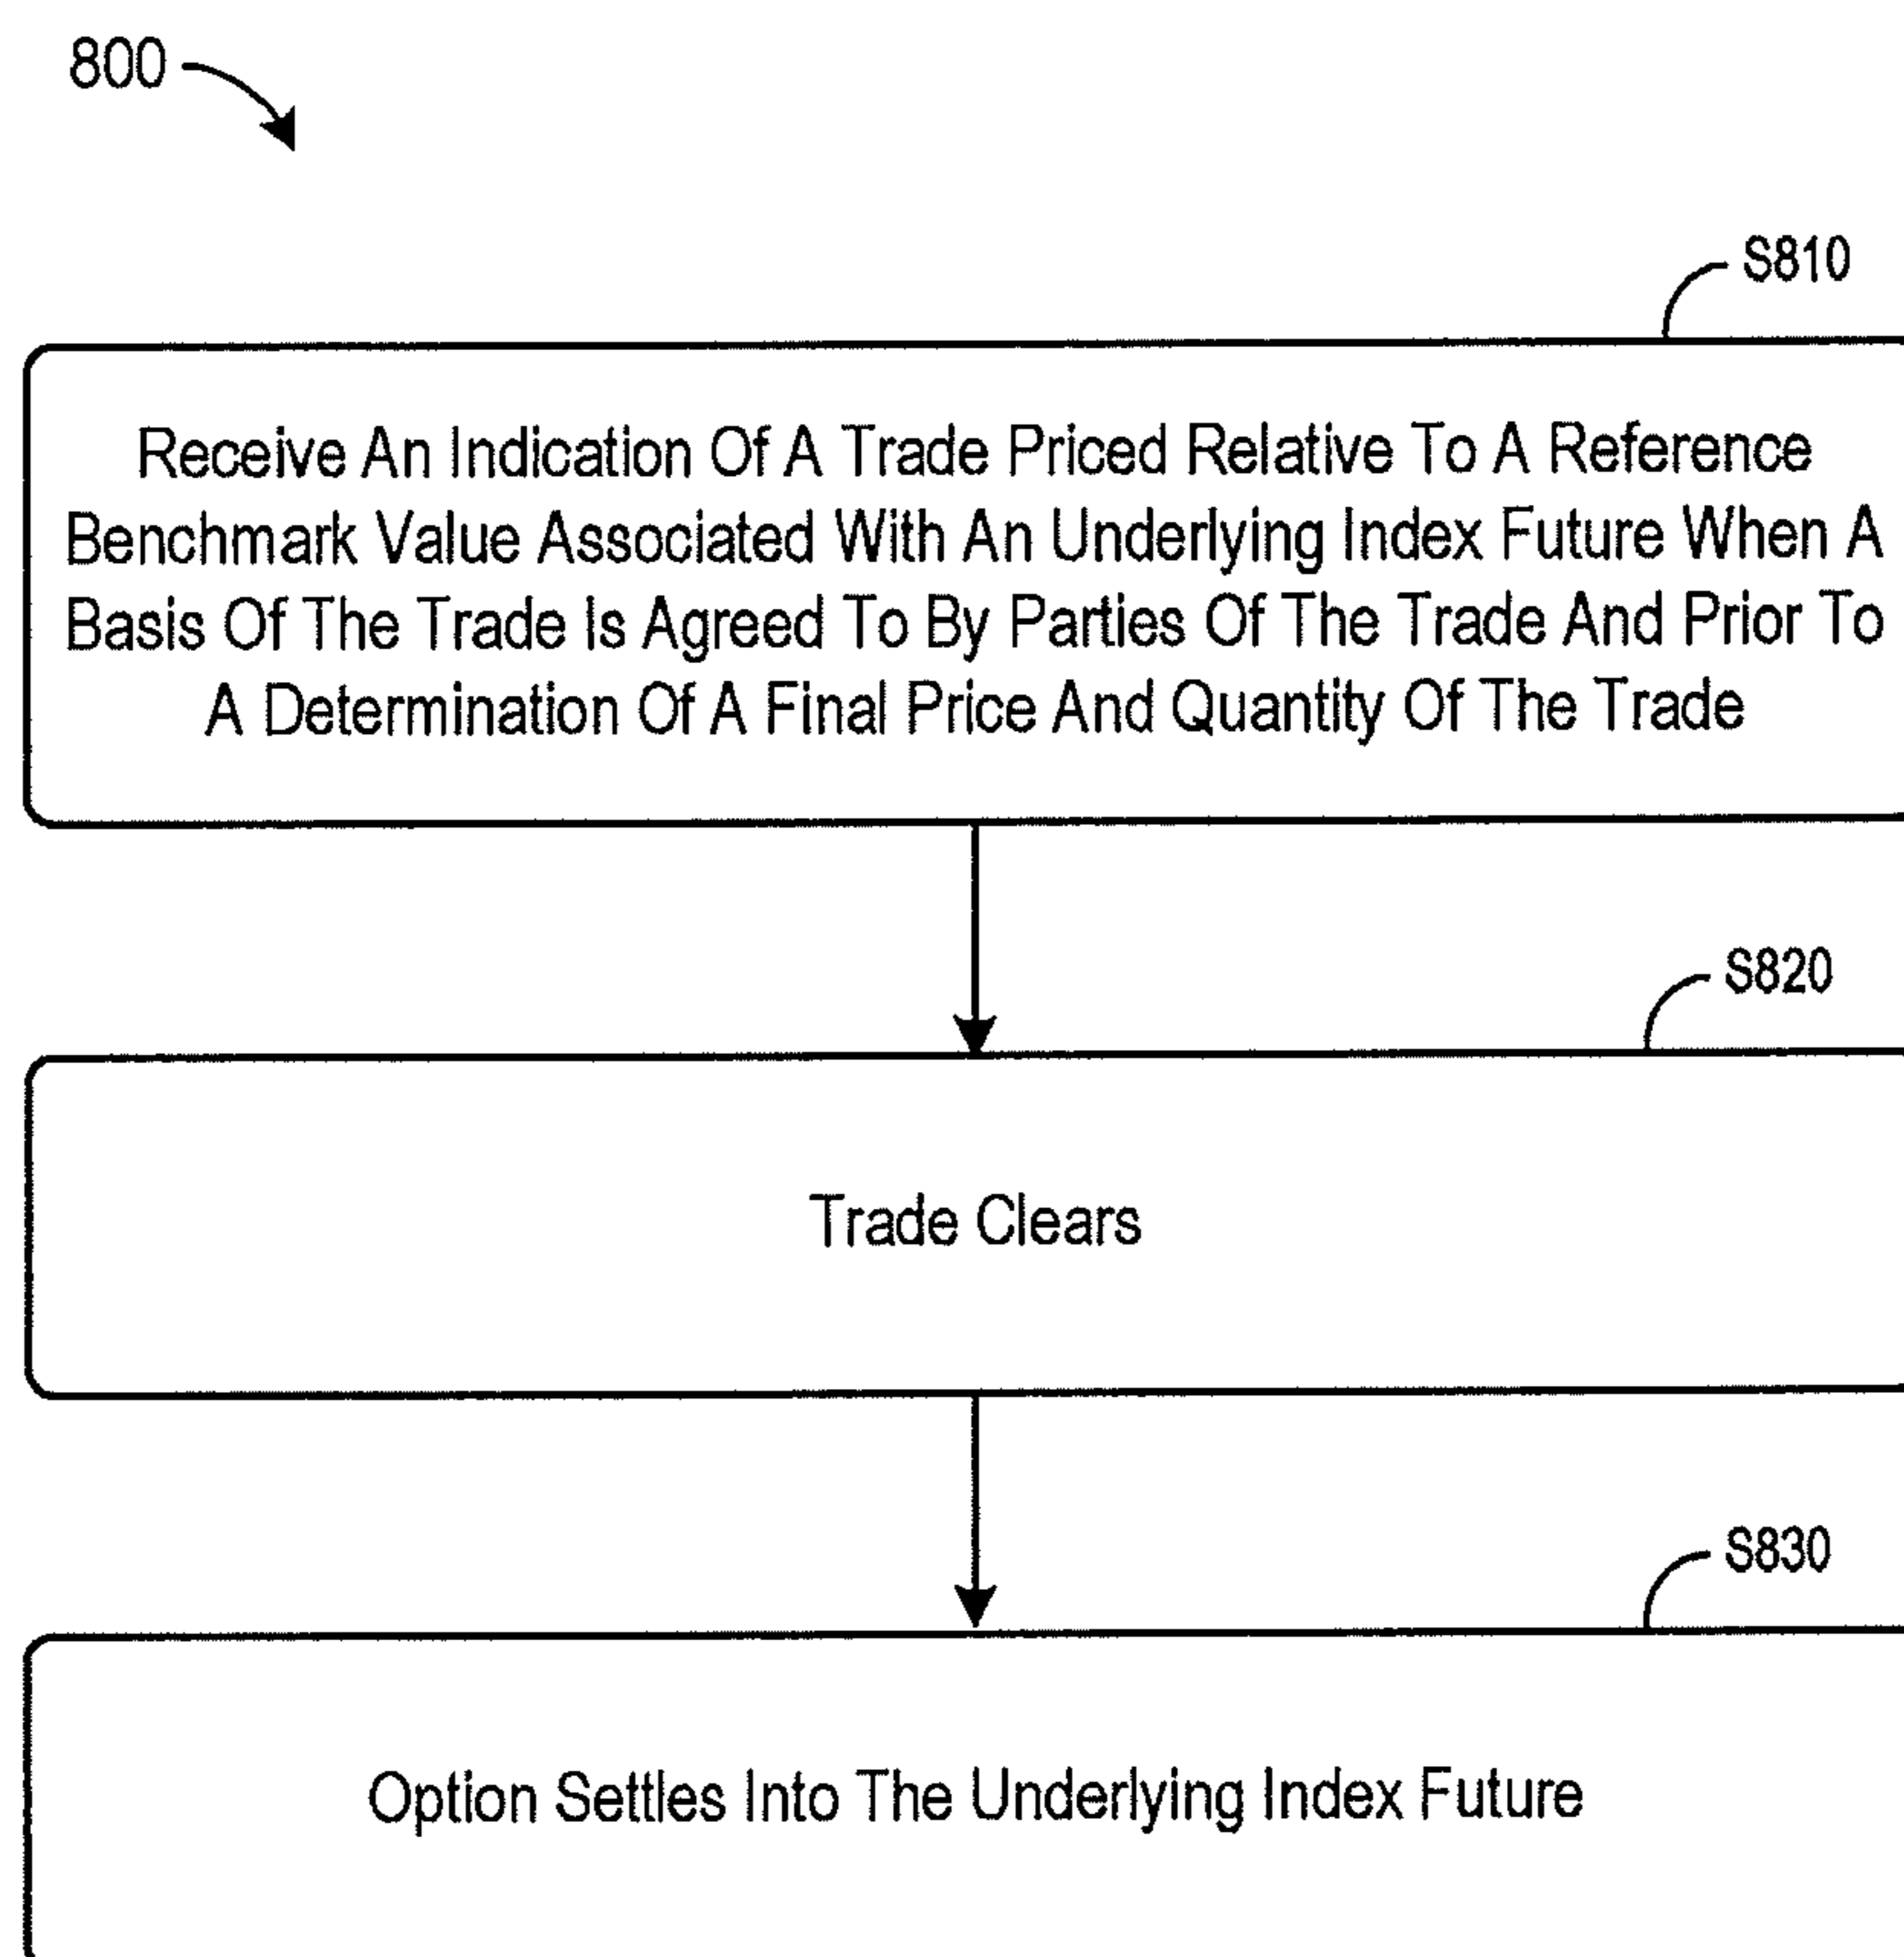 800
S810
Receive An Indication Of A Trade Priced Relative To A Reference
Benchmark Value Associated With An Underlying Index Future When A
Basis Of The Trade Is Agreed To By Parties Of The Trade And Prior To
A Determination Of A Final Price And Quantity Of The Trade
S820
Trade Clears
S830
Option Settles Into The Underlying Index Future